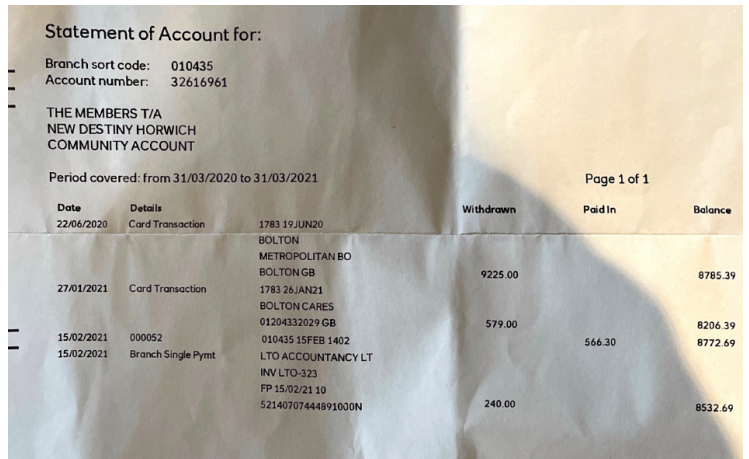 Statement of Account for:
Branch sort code: 010435
Account number: 32616961
THE MEMBERS T/A
NEW DESTINY HORWICH
COMMUNITY ACCOUNT
Period covered: from 31/03/2020 to 31/03/2021 Page 1 of 1
Date Details Withdrawn Paid In Balance
22/06/2020 Card Transaction 1783 19JUN20
BOLTON
METROPOLITAN BO
BOLTON GB 9225.00 8785.39
27/01/2021 Card Transaction 1783 26JAN21
BOLTON CARES
01204332029 GB 579.00 8206.39
15/02/2021 000052 010435 15FEB 1402 566.30 8772.69
15/02/2021 Branch Single Pymt LTO ACCOUNTANCY LT
INV LTO-323
FP 15/02/21 10
52140707444891000N 240.00 8532.69